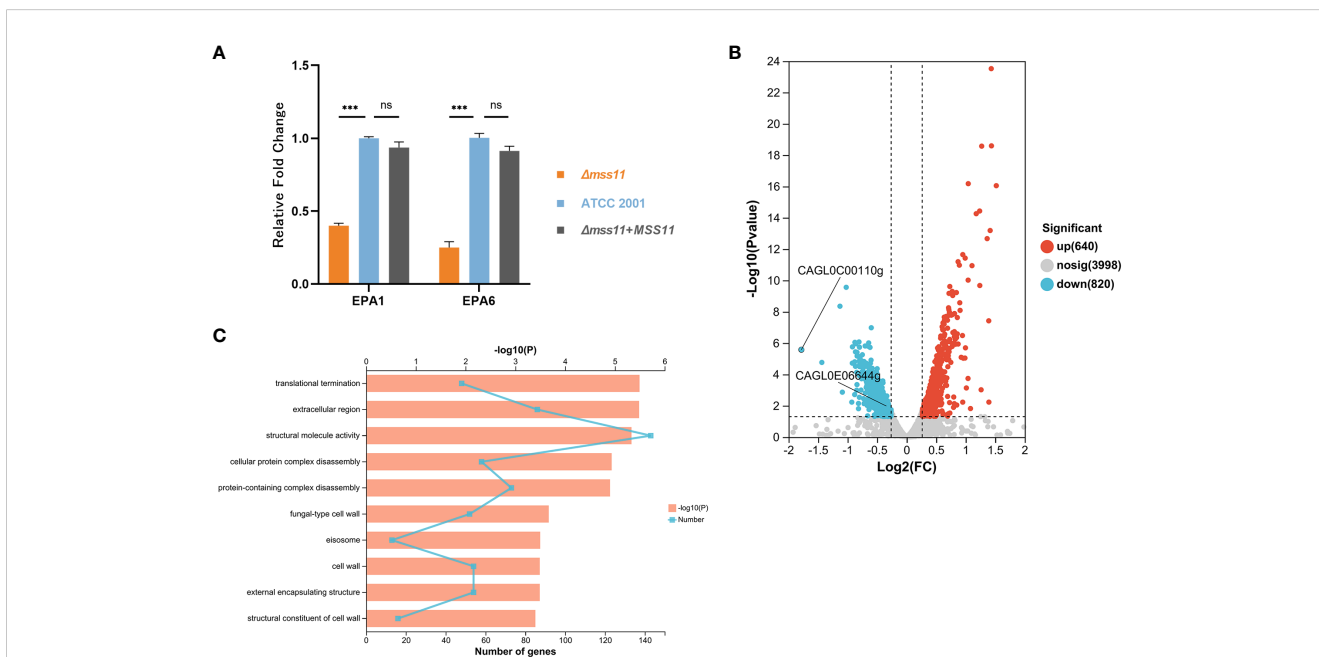 A
1.5
1.0
0.5
0.0
Relative Fold Change
*** ns
*** ns
EPA1
EPA6
Δmss11
ATCC 2001
Δmss11+MSS11
B
24
22
20
18
16
14
12
10
8
6
4
2
0
-Log10(Pvalue)
CAGL0C00110g
CAGL0E06644g
-2 -1.5 -1 -0.5 0 0.5 1 1.5 2
Log2(FC)
Significant
up(640)
nosig(3998)
down(820)
C
-log10(P)
0 1 2 3 4 5 6
translational termination
extracellular region
structural molecule activity
cellular protein complex disassembly
protein-containing complex disassembly
fungal-type cell wall
eisosome
cell wall
external encapsulating structure
structural constituent of cell wall
-log10(P)
Number
0 20 40 60 80 100 120 140
Number of genes